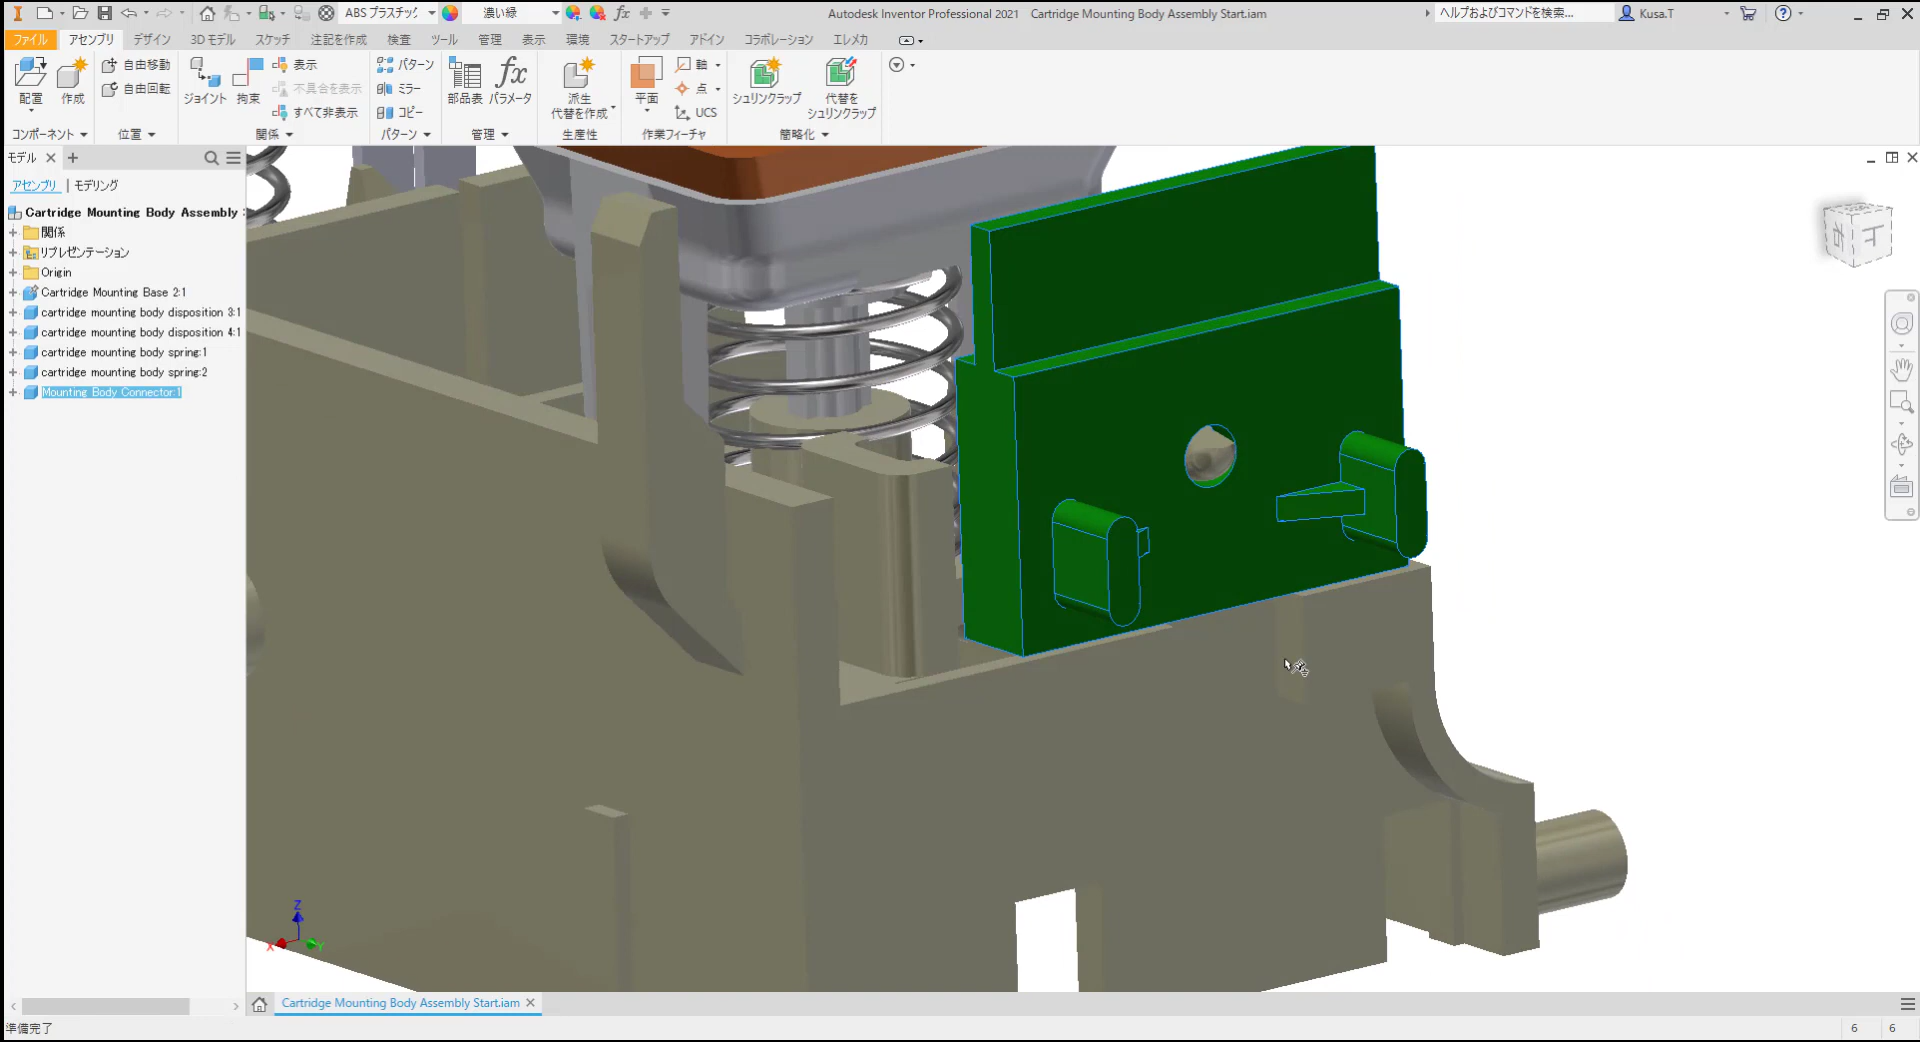 ABS プラスチック
濃い緑
Autodesk Inventor Professional 2021 Cartridge Mounting Body Assembly Start.iam
ヘルプおよびコマンドを検索...
Kusa.T
ファイル
アセンブリ
デザイン
3D モデル
スケッチ
注記を作成
検査
ツール
管理
表示
環境
スタートアップ
アドイン
コラボレーション
エレメカ
配置
作成
自由移動
自由回転
ジョイント
拘束
表示
不具合を表示
すべて非表示
パターン
ミラー
コピー
部品表
fx
パラメータ
派生
代替を作成
平面
軸
点
UCS
シュリンクラップ
代替を
シュリンクラップ
コンポーネント
位置
関係
パターン
管理
生産性
作業フィーチャ
簡略化
モデル
アセンブリ
モデリング
Cartridge Mounting Body Assembly
関係
リプレゼンテーション
Origin
Cartridge Mounting Base 2:1
cartridge mounting body disposition 3:1
cartridge mounting body disposition 4:1
cartridge mounting body spring:1
cartridge mounting body spring:2
Mounting Body Connector:1
Z
X
Y
Cartridge Mounting Body Assembly Start.iam
準備完了
6
6